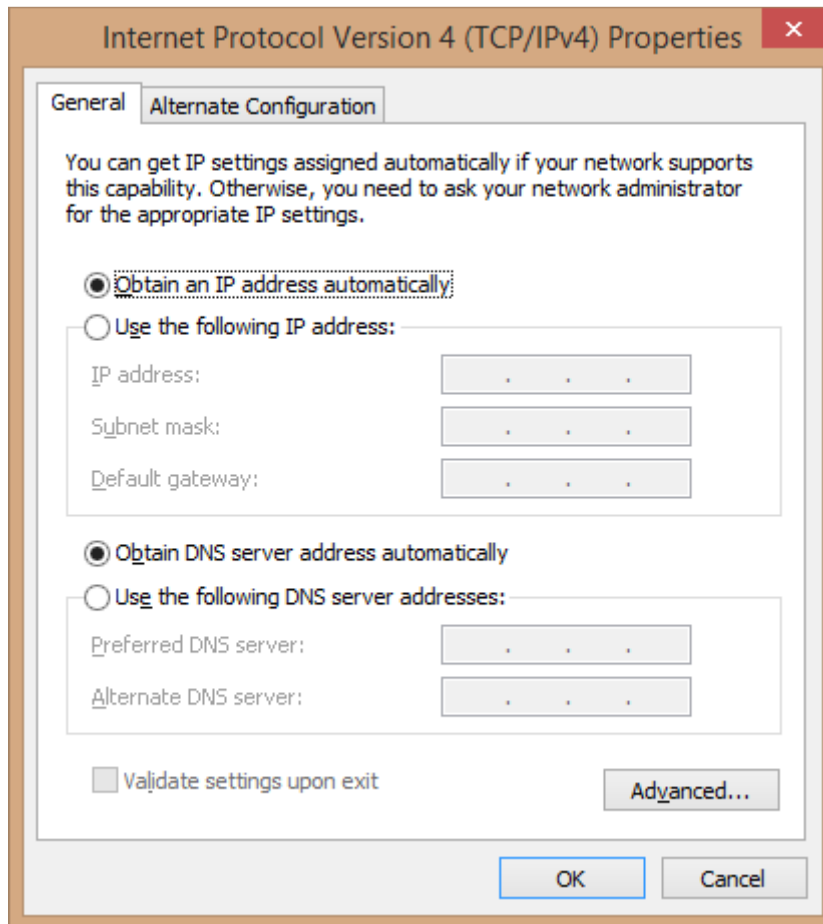 Internet Protocol Version 4 (TCP/IPv4) Properties
General
Alternate Configuration
You can get IP settings assigned automatically if your network supports
this capability. Otherwise, you need to ask your network administrator
for the appropriate IP settings.
Obtain an IP address automatically
Use the following IP address:
IP address:
. . .
Subnet mask:
. . .
Default gateway:
. . .
Obtain DNS server address automatically
Use the following DNS server addresses:
Preferred DNS server:
. . .
Alternate DNS server:
. . .
Validate settings upon exit
Advanced...
OK
Cancel